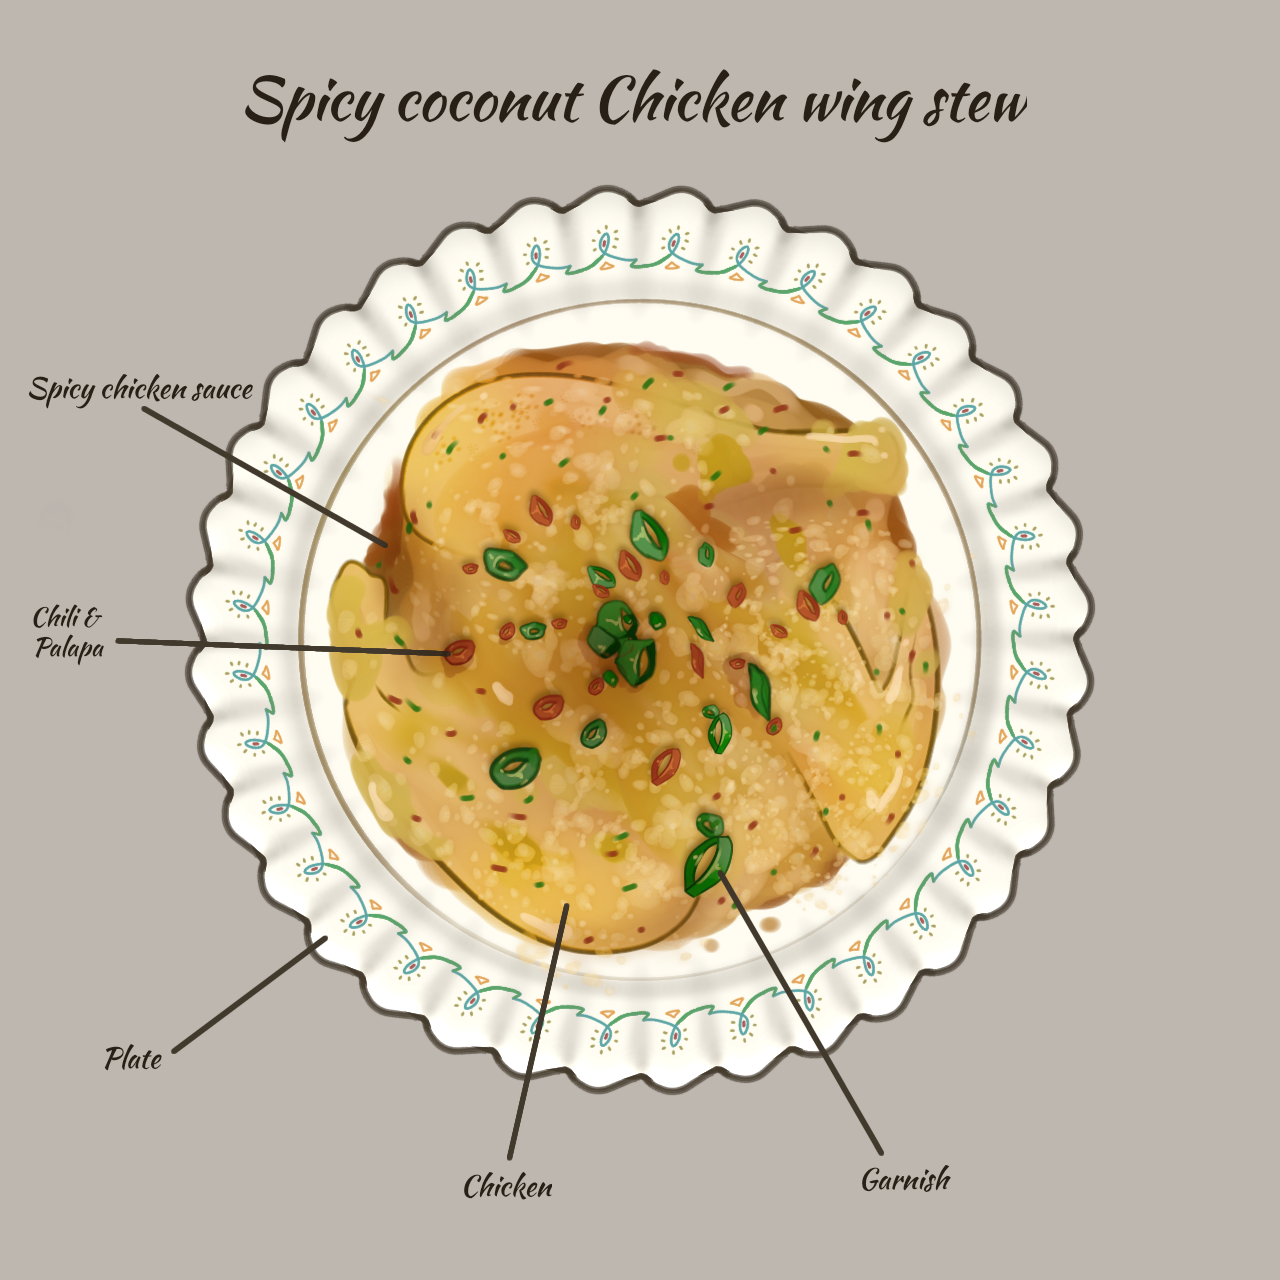 Spicy coconut Chicken wing stew
Spicy chicken sauce
Chili &
Palapa
Plate
Chicken
Garnish